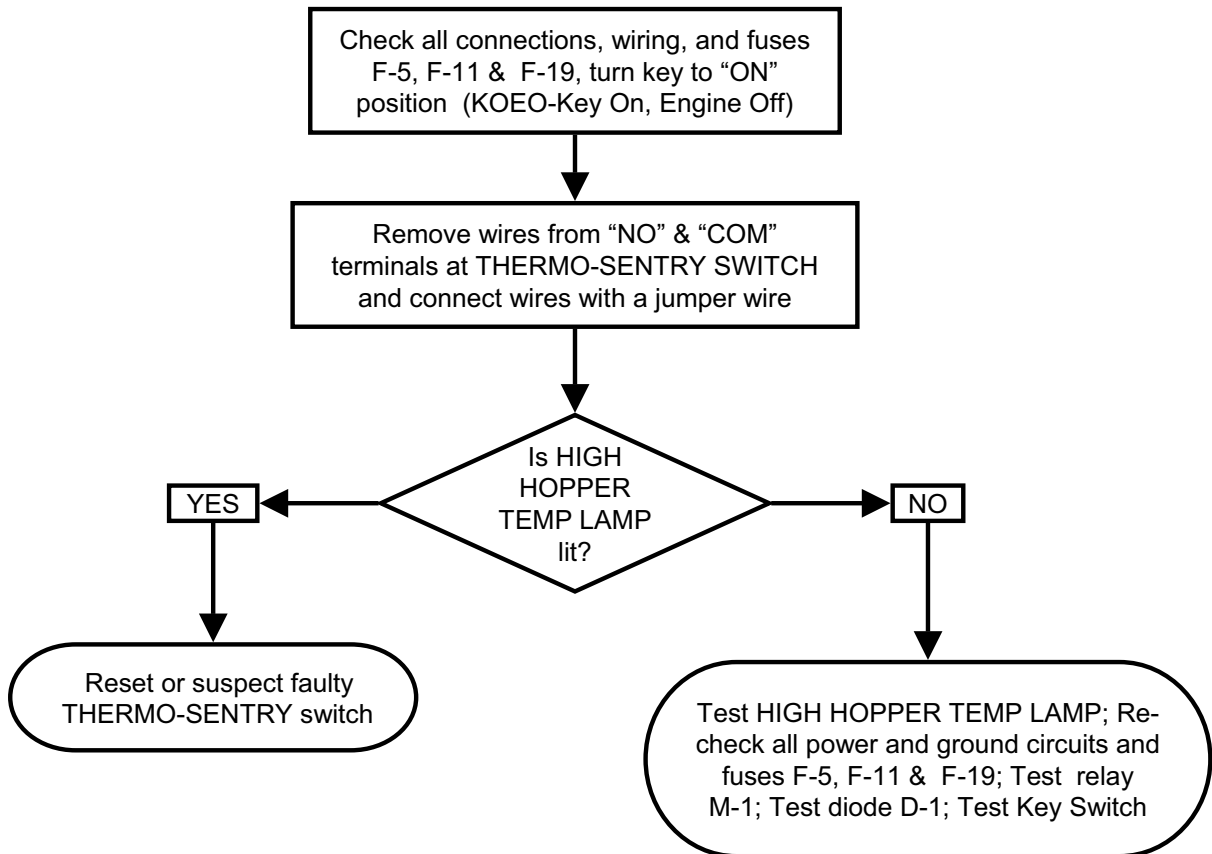 Check all connections, wiring, and fuses
F-5, F-11 &  F-19, turn key to “ON”
position  (KOEO-Key On, Engine Off)
Remove wires from “NO” & “COM”
terminals at THERMO-SENTRY SWITCH
and connect wires with a jumper wire
Is HIGH
HOPPER
TEMP LAMP
lit?
YES
NO
Reset or suspect faulty
THERMO-SENTRY switch
Test HIGH HOPPER TEMP LAMP; Re-
check all power and ground circuits and
fuses F-5, F-11 &  F-19; Test  relay
M-1; Test diode D-1; Test Key Switch